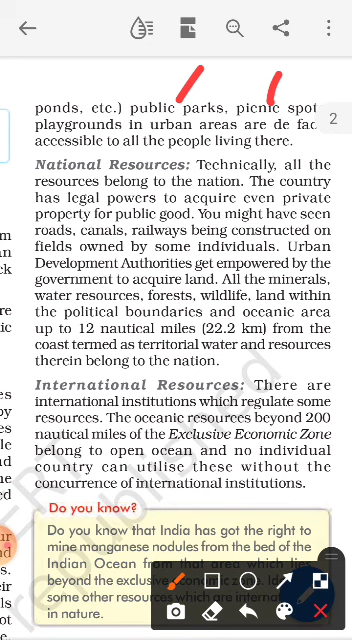 2
ponds, etc.) public parks, picnic spot
playgrounds in urban areas are de fac
accessible to all the people living there.
National Resources: Technically, all the
resources belong to the nation. The country
has legal powers to acquire even private
property for public good. You might have seen
roads, canals, railways being constructed on
fields owned by some individuals. Urban
Development Authorities get empowered by the
government to acquire land. All the minerals,
water resources, forests, wildlife, land within
the political boundaries and oceanic area
up to 12 nautical miles (22.2 km) from the
coast termed as territorial water and resources
therein belong to the nation.
International Resources: There are
international institutions which regulate some
resources. The oceanic resources beyond 200
nautical miles of the Exclusive Economic Zone
belong to open ocean and no individual
country can utilise these without the
concurrence of international institutions.
Do you know?
Do you know that India has got the right to
mine manganese nodules from the bed of the
Indian Ocean from that area which lies
beyond the exclusive economic zone.
some other resources which are
in nature.
republished